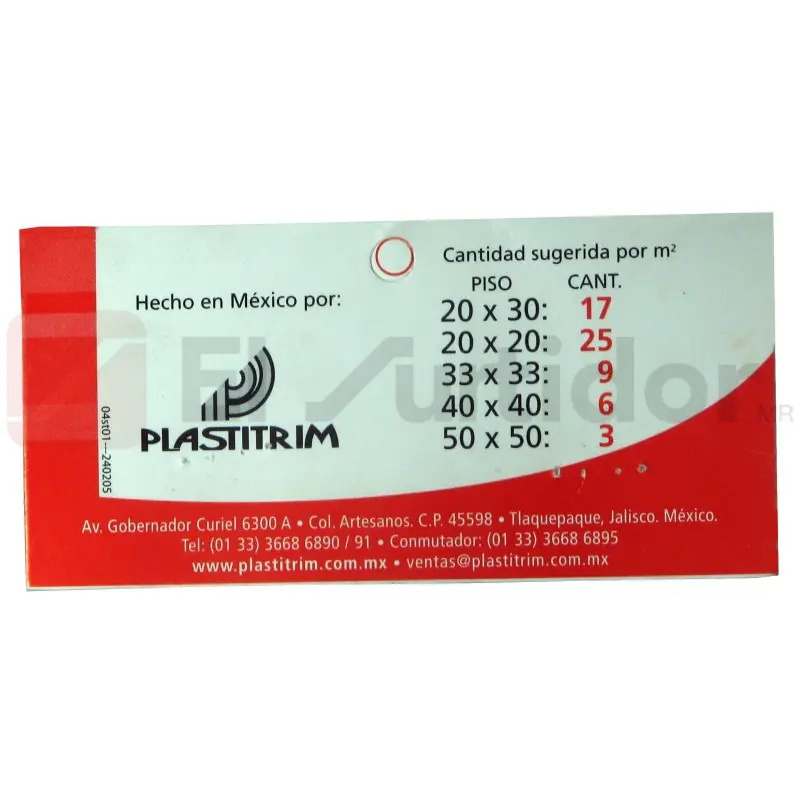 Cantidad sugerida por m²
PISO CANT.
Hecho en México por:
20 x 30: 17
20 x 20: 25
33 x 33: 9
40 x 40: 6
50 x 50: 3
PLASTITRIM
04st01—240205
El Surtidor
Av. Gobernador Curiel 6300 A • Col. Artesanos. C.P. 45598 • Tlaquepaque, Jalisco. México.
Tel: (01 33) 3668 6890 / 91 • Conmutador: (01 33) 3668 6895
www.plastitrim.com.mx • ventas@plastitrim.com.mx